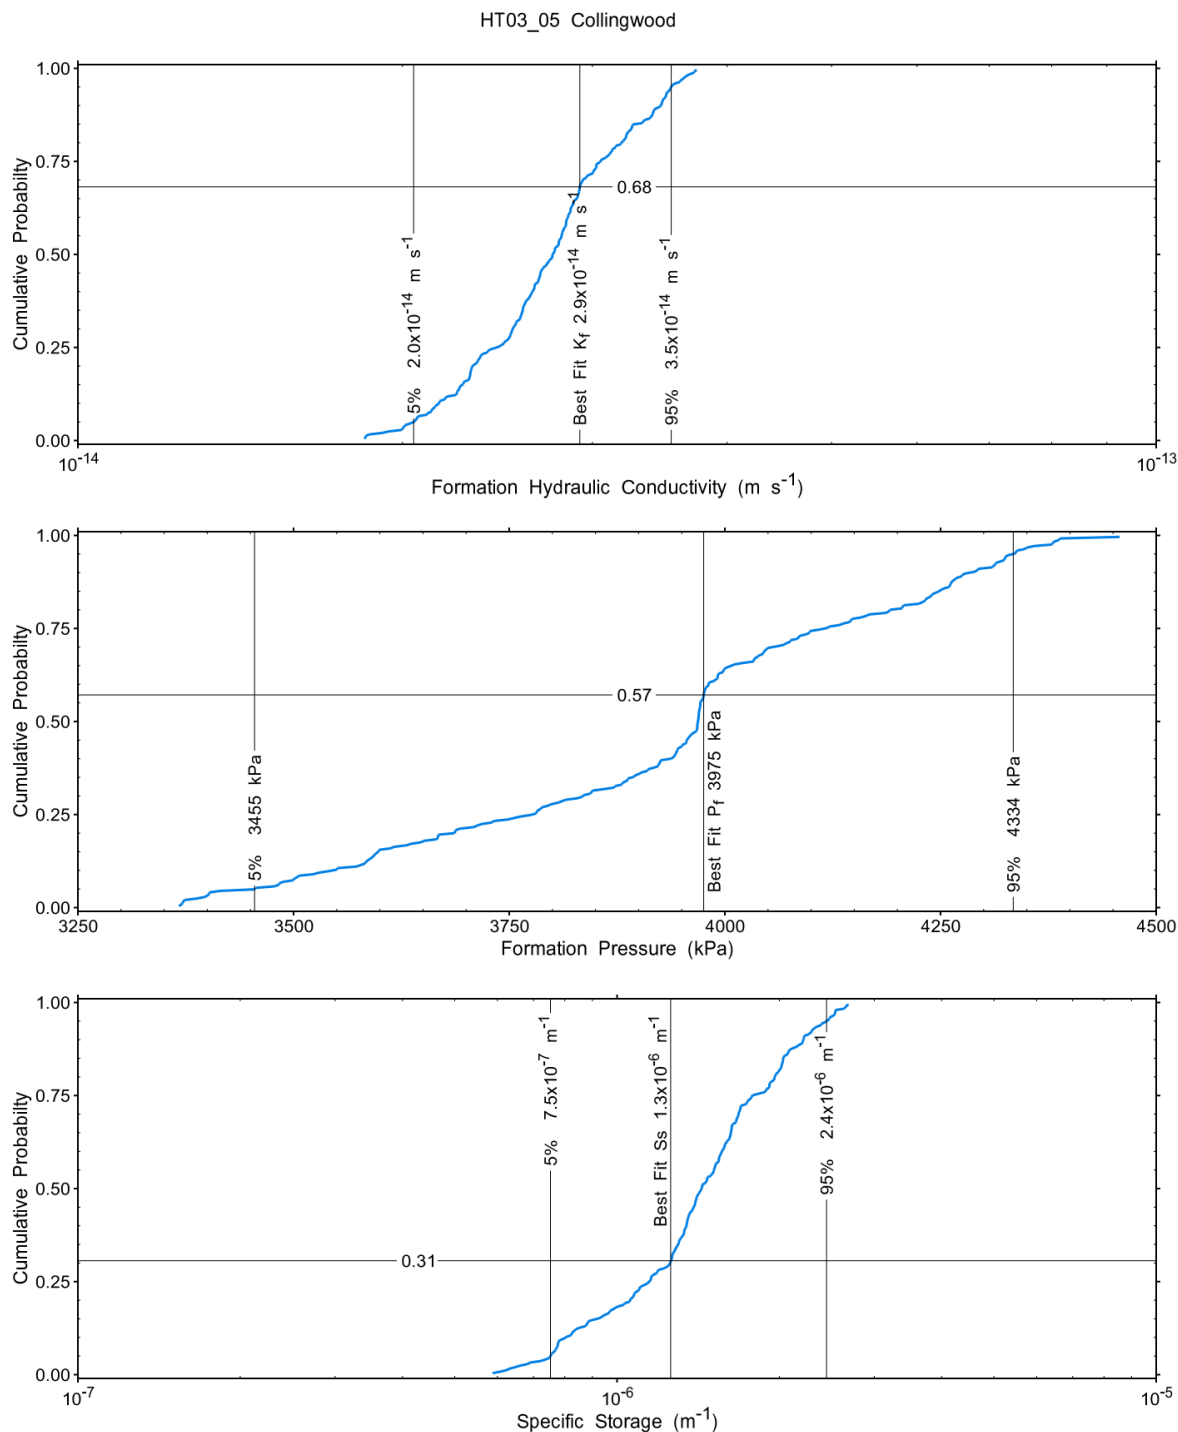 HT03_05 Collingwood
1.00
0.75
0.50
0.25
0.00
Cumulative Probabilty
5% 2.0x10^-14 m s^-1
Best Fit K_f 2.9x10^-14 m s^-1
0.68
95% 3.5x10^-14 m s^-1
10^-14
10^-13
Formation Hydraulic Conductivity (m s^-1)
1.00
0.75
0.50
0.25
0.00
Cumulative Probabilty
5% 3455 kPa
0.57
Best Fit P_f 3975 kPa
95% 4334 kPa
3250 3500 3750 4000 4250 4500
Formation Pressure (kPa)
1.00
0.75
0.50
0.25
0.00
Cumulative Probabilty
0.31
5% 7.5x10^-7 m^-1
Best Fit Ss 1.3x10^-6 m^-1
95% 2.4x10^-6 m^-1
10^-7 10^-6 10^-5
Specific Storage (m^-1)